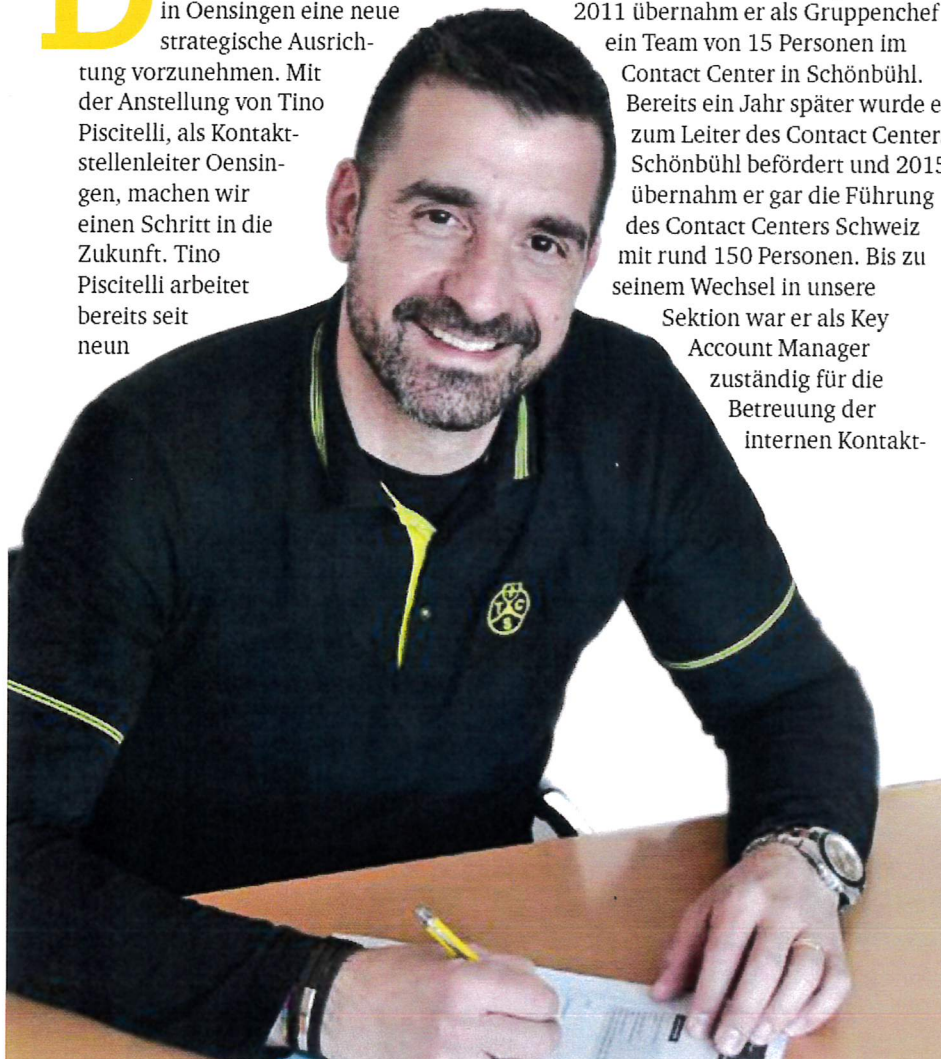 D
in Oensingen eine neue
strategische Ausrich-
tung vorzunehmen. Mit
der Anstellung von Tino
Piscitelli, als Kontakt-
stellenleiter Oensin-
gen, machen wir
einen Schritt in die
Zukunft. Tino
Piscitelli arbeitet
bereits seit
neun
2011 übernahm er als Gruppenchef
ein Team von 15 Personen im
Contact Center in Schönbühl.
Bereits ein Jahr später wurde e
zum Leiter des Contact Center
Schönbühl befördert und 2015
übernahm er gar die Führung
des Contact Centers Schweiz
mit rund 150 Personen. Bis zu
seinem Wechsel in unsere
Sektion war er als Key
Account Manager
zuständig für die
Betreuung der
internen Kontakt-
T C S